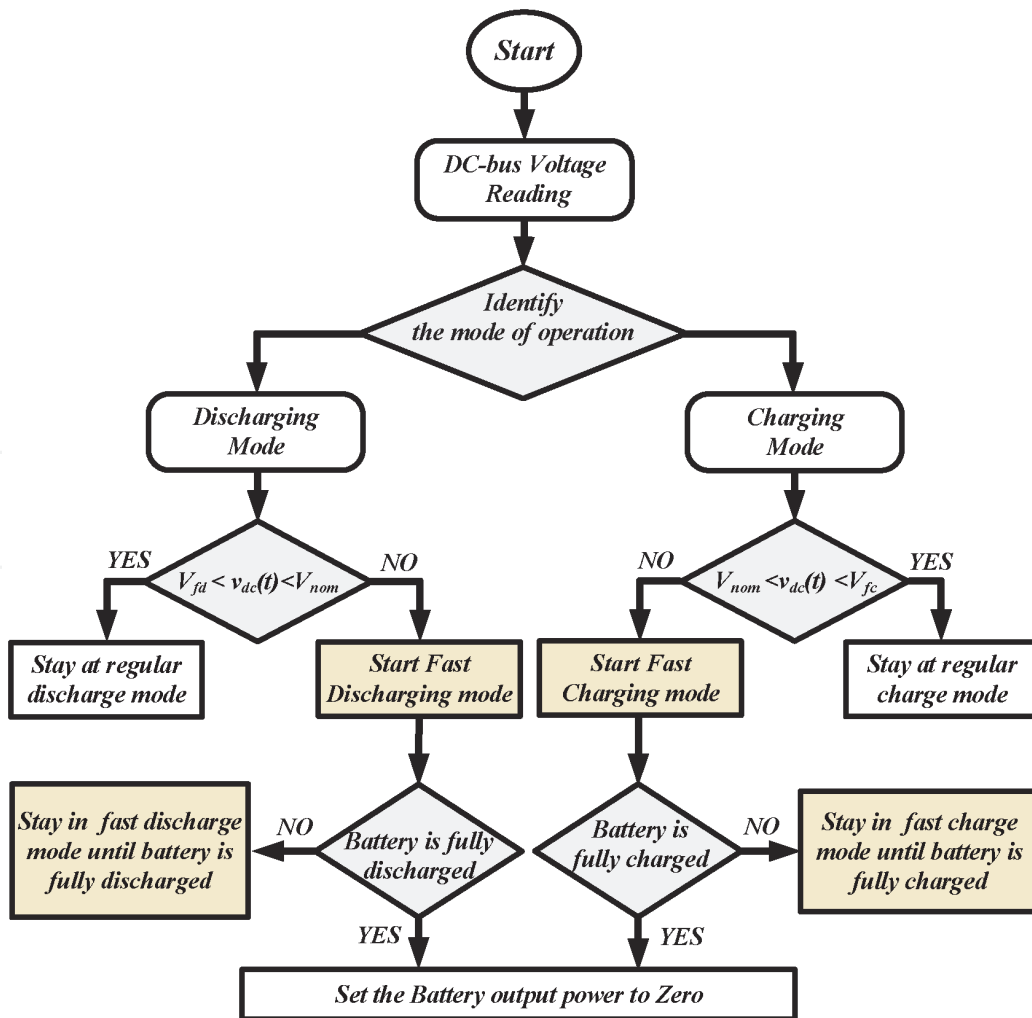 Start
DC-bus Voltage
Reading
Identify
the mode of operation
Discharging
Mode
Charging
Mode
YES
V_fd < v_dc(t) < V_nom
NO
NO
V_nom < v_dc(t) < V_fc
YES
Stay at regular
discharge mode
Start Fast
Discharging mode
Start Fast
Charging mode
Stay at regular
charge mode
Stay in fast discharge
mode until battery is
fully discharged
NO
Battery is fully
discharged
Battery is
fully charged
NO
Stay in fast charge
mode until battery is
fully charged
YES
YES
Set the Battery output power to Zero